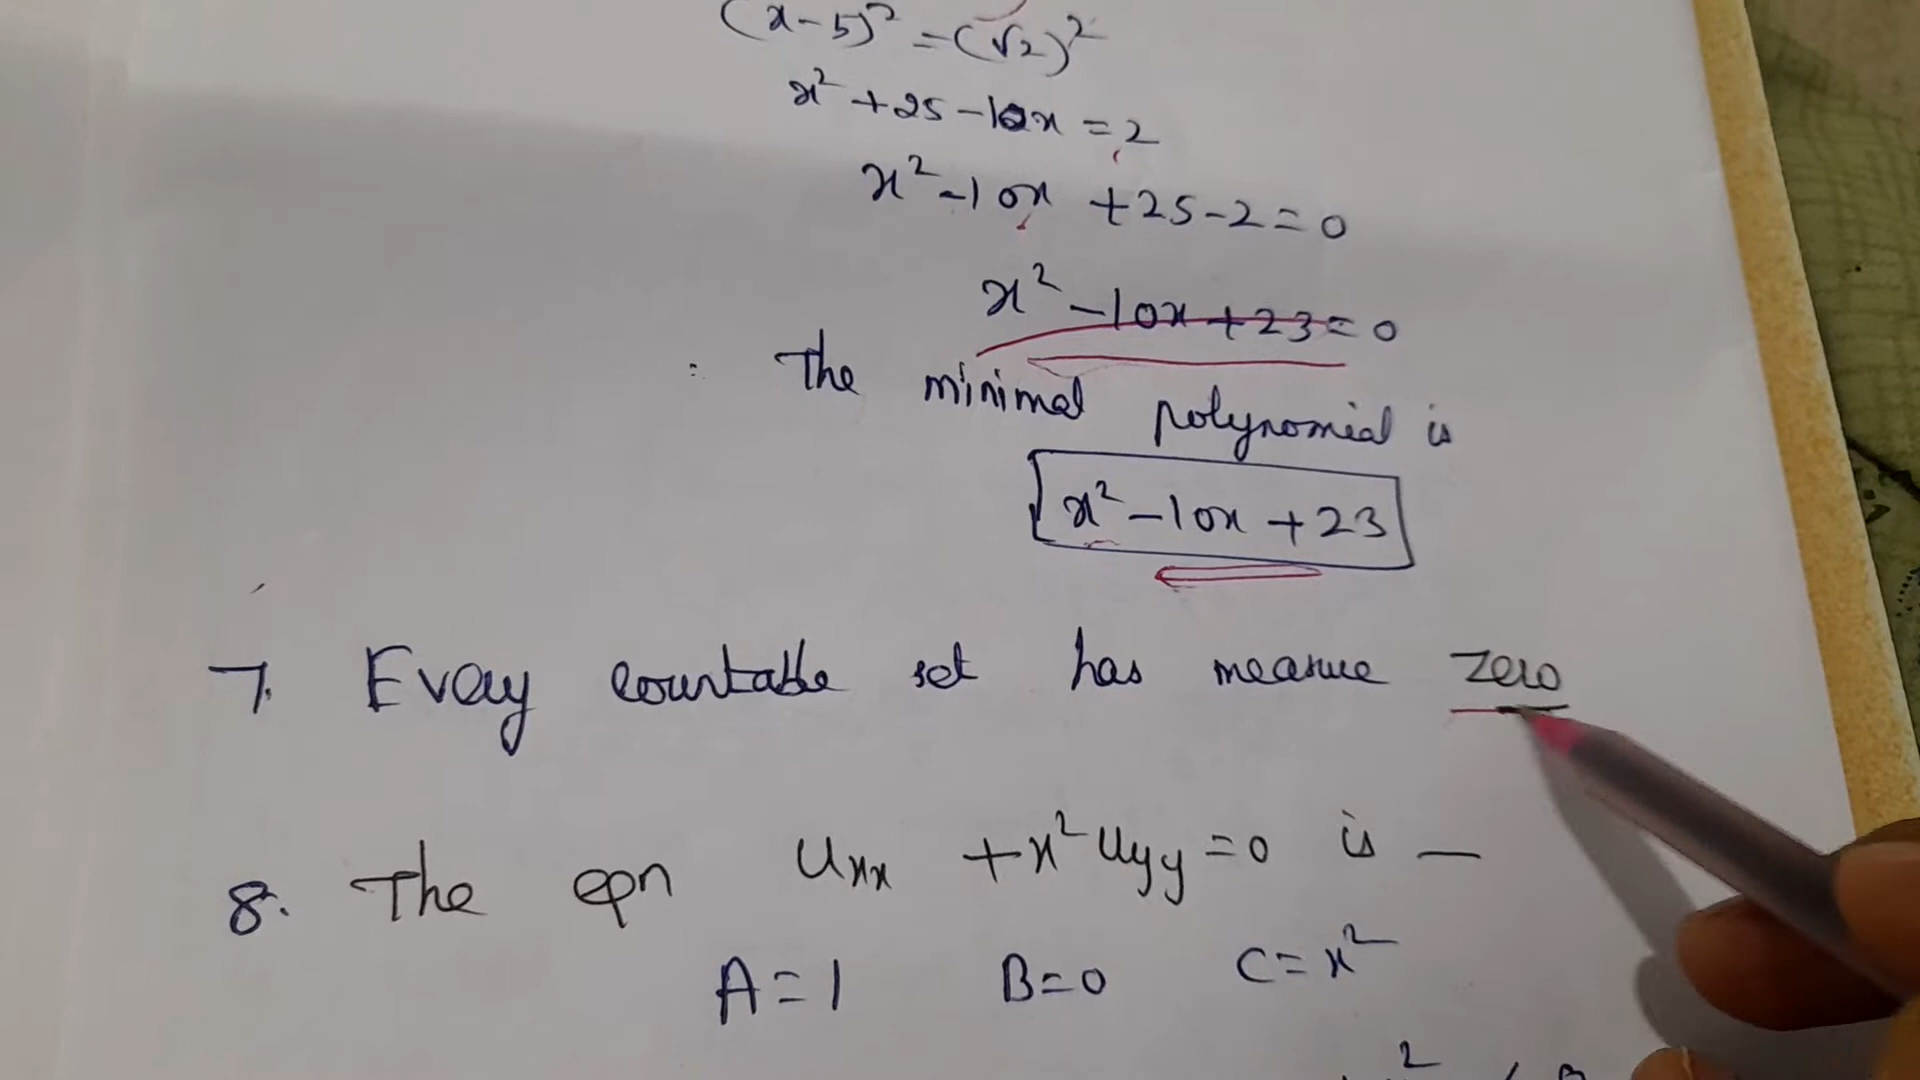 (x-5)² = (√2)²
x² + 25 - 10x = 2
x² - 10x + 25 - 2 = 0
x² - 10x + 23 = 0
The minimal polynomial is
x² - 10x + 23
7. Every countable set has measure zero
8. The eqn Uxx + x² Uyy = 0 is —
A = 1 B = 0 C = x²